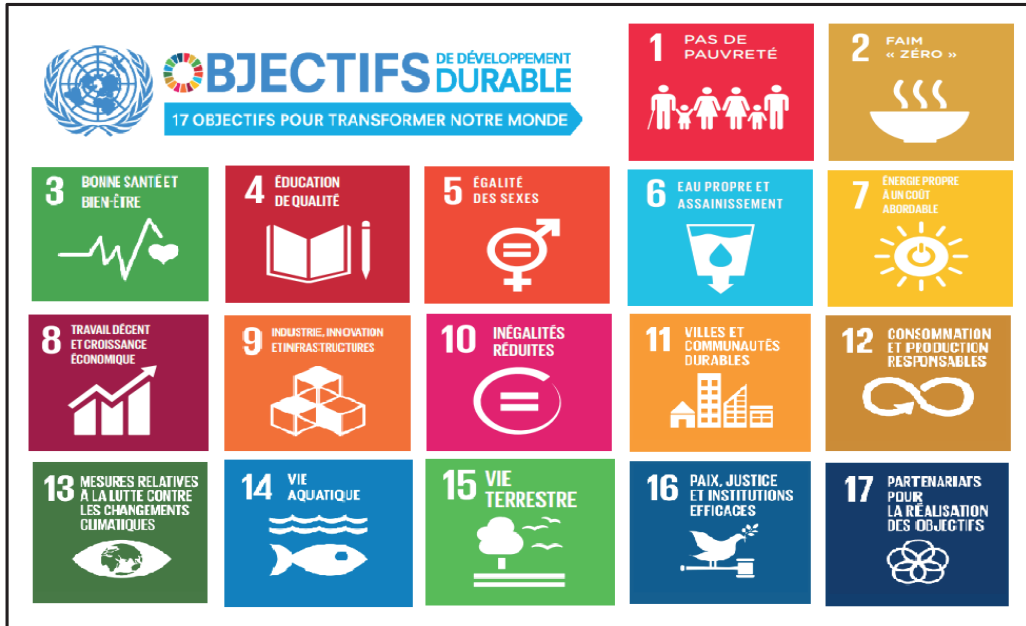 OBJECTIFS
DE DÉVELOPPEMENT
DURABLE
17 OBJECTIFS POUR TRANSFORMER NOTRE MONDE
1 PAS DE
PAUVRETÉ
2 FAIM
« ZÉRO »
3 BONNE SANTÉ ET
BIEN-ÊTRE
4 ÉDUCATION
DE QUALITÉ
5 ÉGALITÉ
DES SEXES
6 EAU PROPRE ET
ASSAINISSEMENT
7 ÉNERGIE PROPRE
À UN COÛT
ABORDABLE
8 TRAVAIL DÉCENT
ET CROISSANCE
ÉCONOMIQUE
9 INDUSTRIE, INNOVATION
ET INFRASTRUCTURES
10 INÉGALITÉS
RÉDUITES
11 VILLES ET
COMMUNAUTÉS
DURABLES
12 CONSOMMATION
ET PRODUCTION
RESPONSABLES
13 MESURES RELATIVES
À LA LUTTE CONTRE
LES CHANGEMENTS
CLIMATIQUES
14 VIE
AQUATIQUE
15 VIE
TERRESTRE
16 PAIX, JUSTICE
ET INSTITUTIONS
EFFICACES
17 PARTENARIATS
POUR
LA RÉALISATION
DES OBJECTIFS